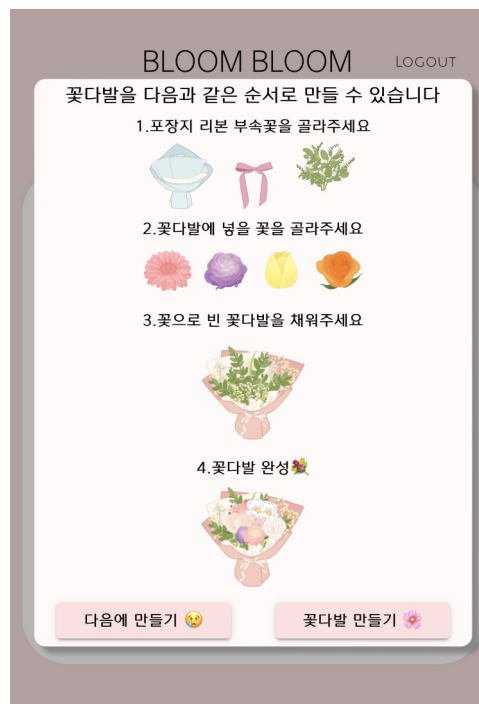 BLOOM BLOOM
LOGOUT
꽃다발을 다음과 같은 순서로 만들 수 있습니다
1.포장지 리본 부속꽃을 골라주세요
2.꽃다발에 넣을 꽃을 골라주세요
3.꽃으로 빈 꽃다발을 채워주세요
4.꽃다발 완성💐
다음에 만들기 😢
꽃다발 만들기 🌸